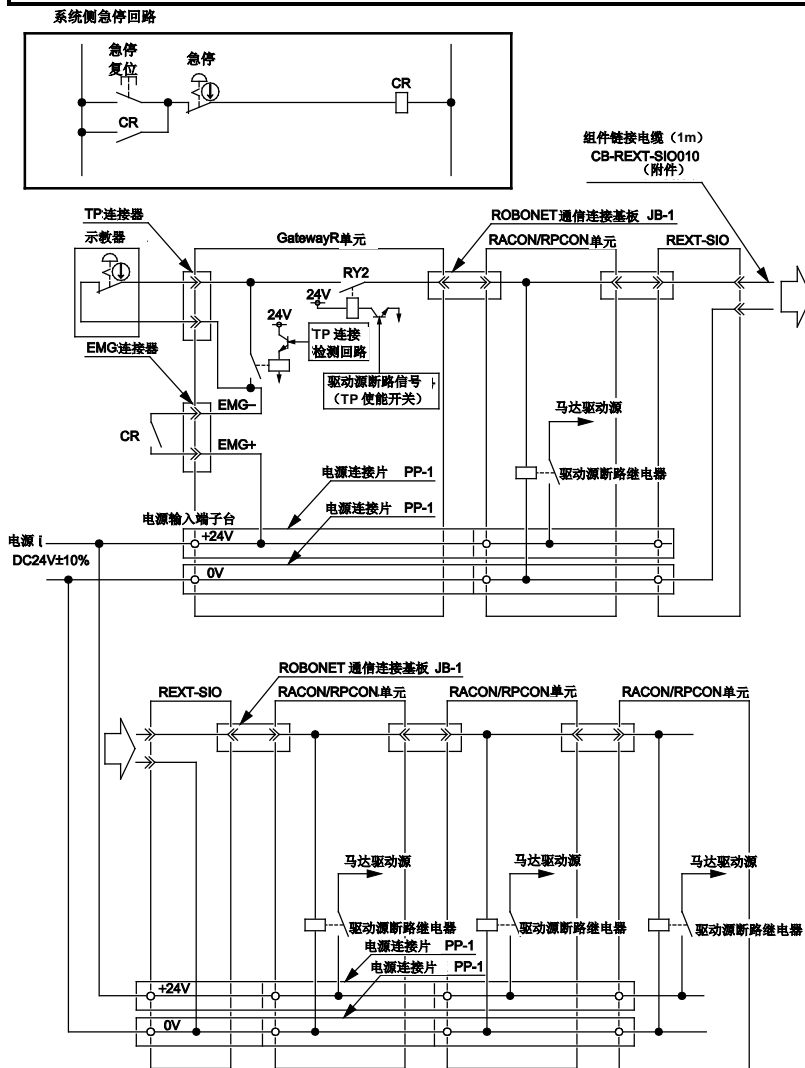 系统侧急停回路
急停
复位
急停
CR
CR
组件链接电缆（1m）
CB-REXT-SIO010
（附件）
TP连接器
ROBONET 通信连接基板 JB-1
示教器
GatewayR单元
RACON/RPCON单元
REXT-SIO
RY2
24V
24V
TP 连接
检测回路
EMG连接器
驱动源断路信号
（TP 使能开关）
EMG-
马达驱动源
CR
EMG+
电源连接片 PP-1
驱动源断路继电器
电源连接片 PP-1
电源输入端子台
+24V
电源 i
DC24V±10%
0V
ROBONET 通信连接基板 JB-1
REXT-SIO
RACON/RPCON单元
RACON/RPCON单元
RACON/RPCON单元
马达驱动源
马达驱动源
马达驱动源
驱动源断路继电器
驱动源断路继电器
驱动源断路继电器
电源连接片 PP-1
电源连接片 PP-1
+24V
0V